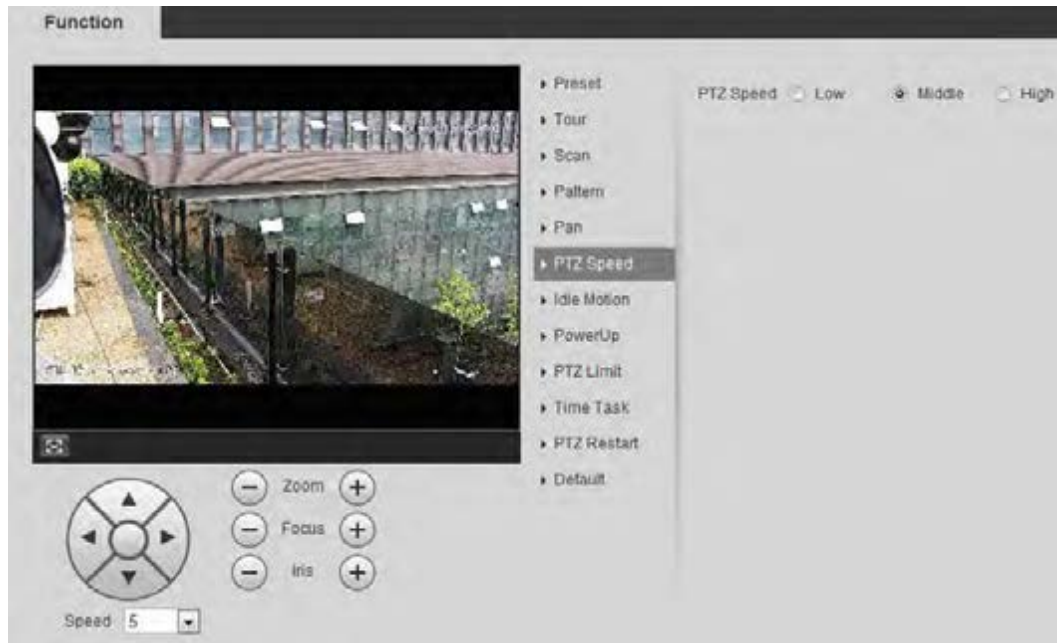 Function
Preset
Tour
Scan
Pattern
Pan
PTZ Speed
Idle Motion
PowerUp
PTZ Limit
Time Task
PTZ Restart
Default
PTZ Speed Low Middle High
Zoom
Focus
Iris
Speed 5